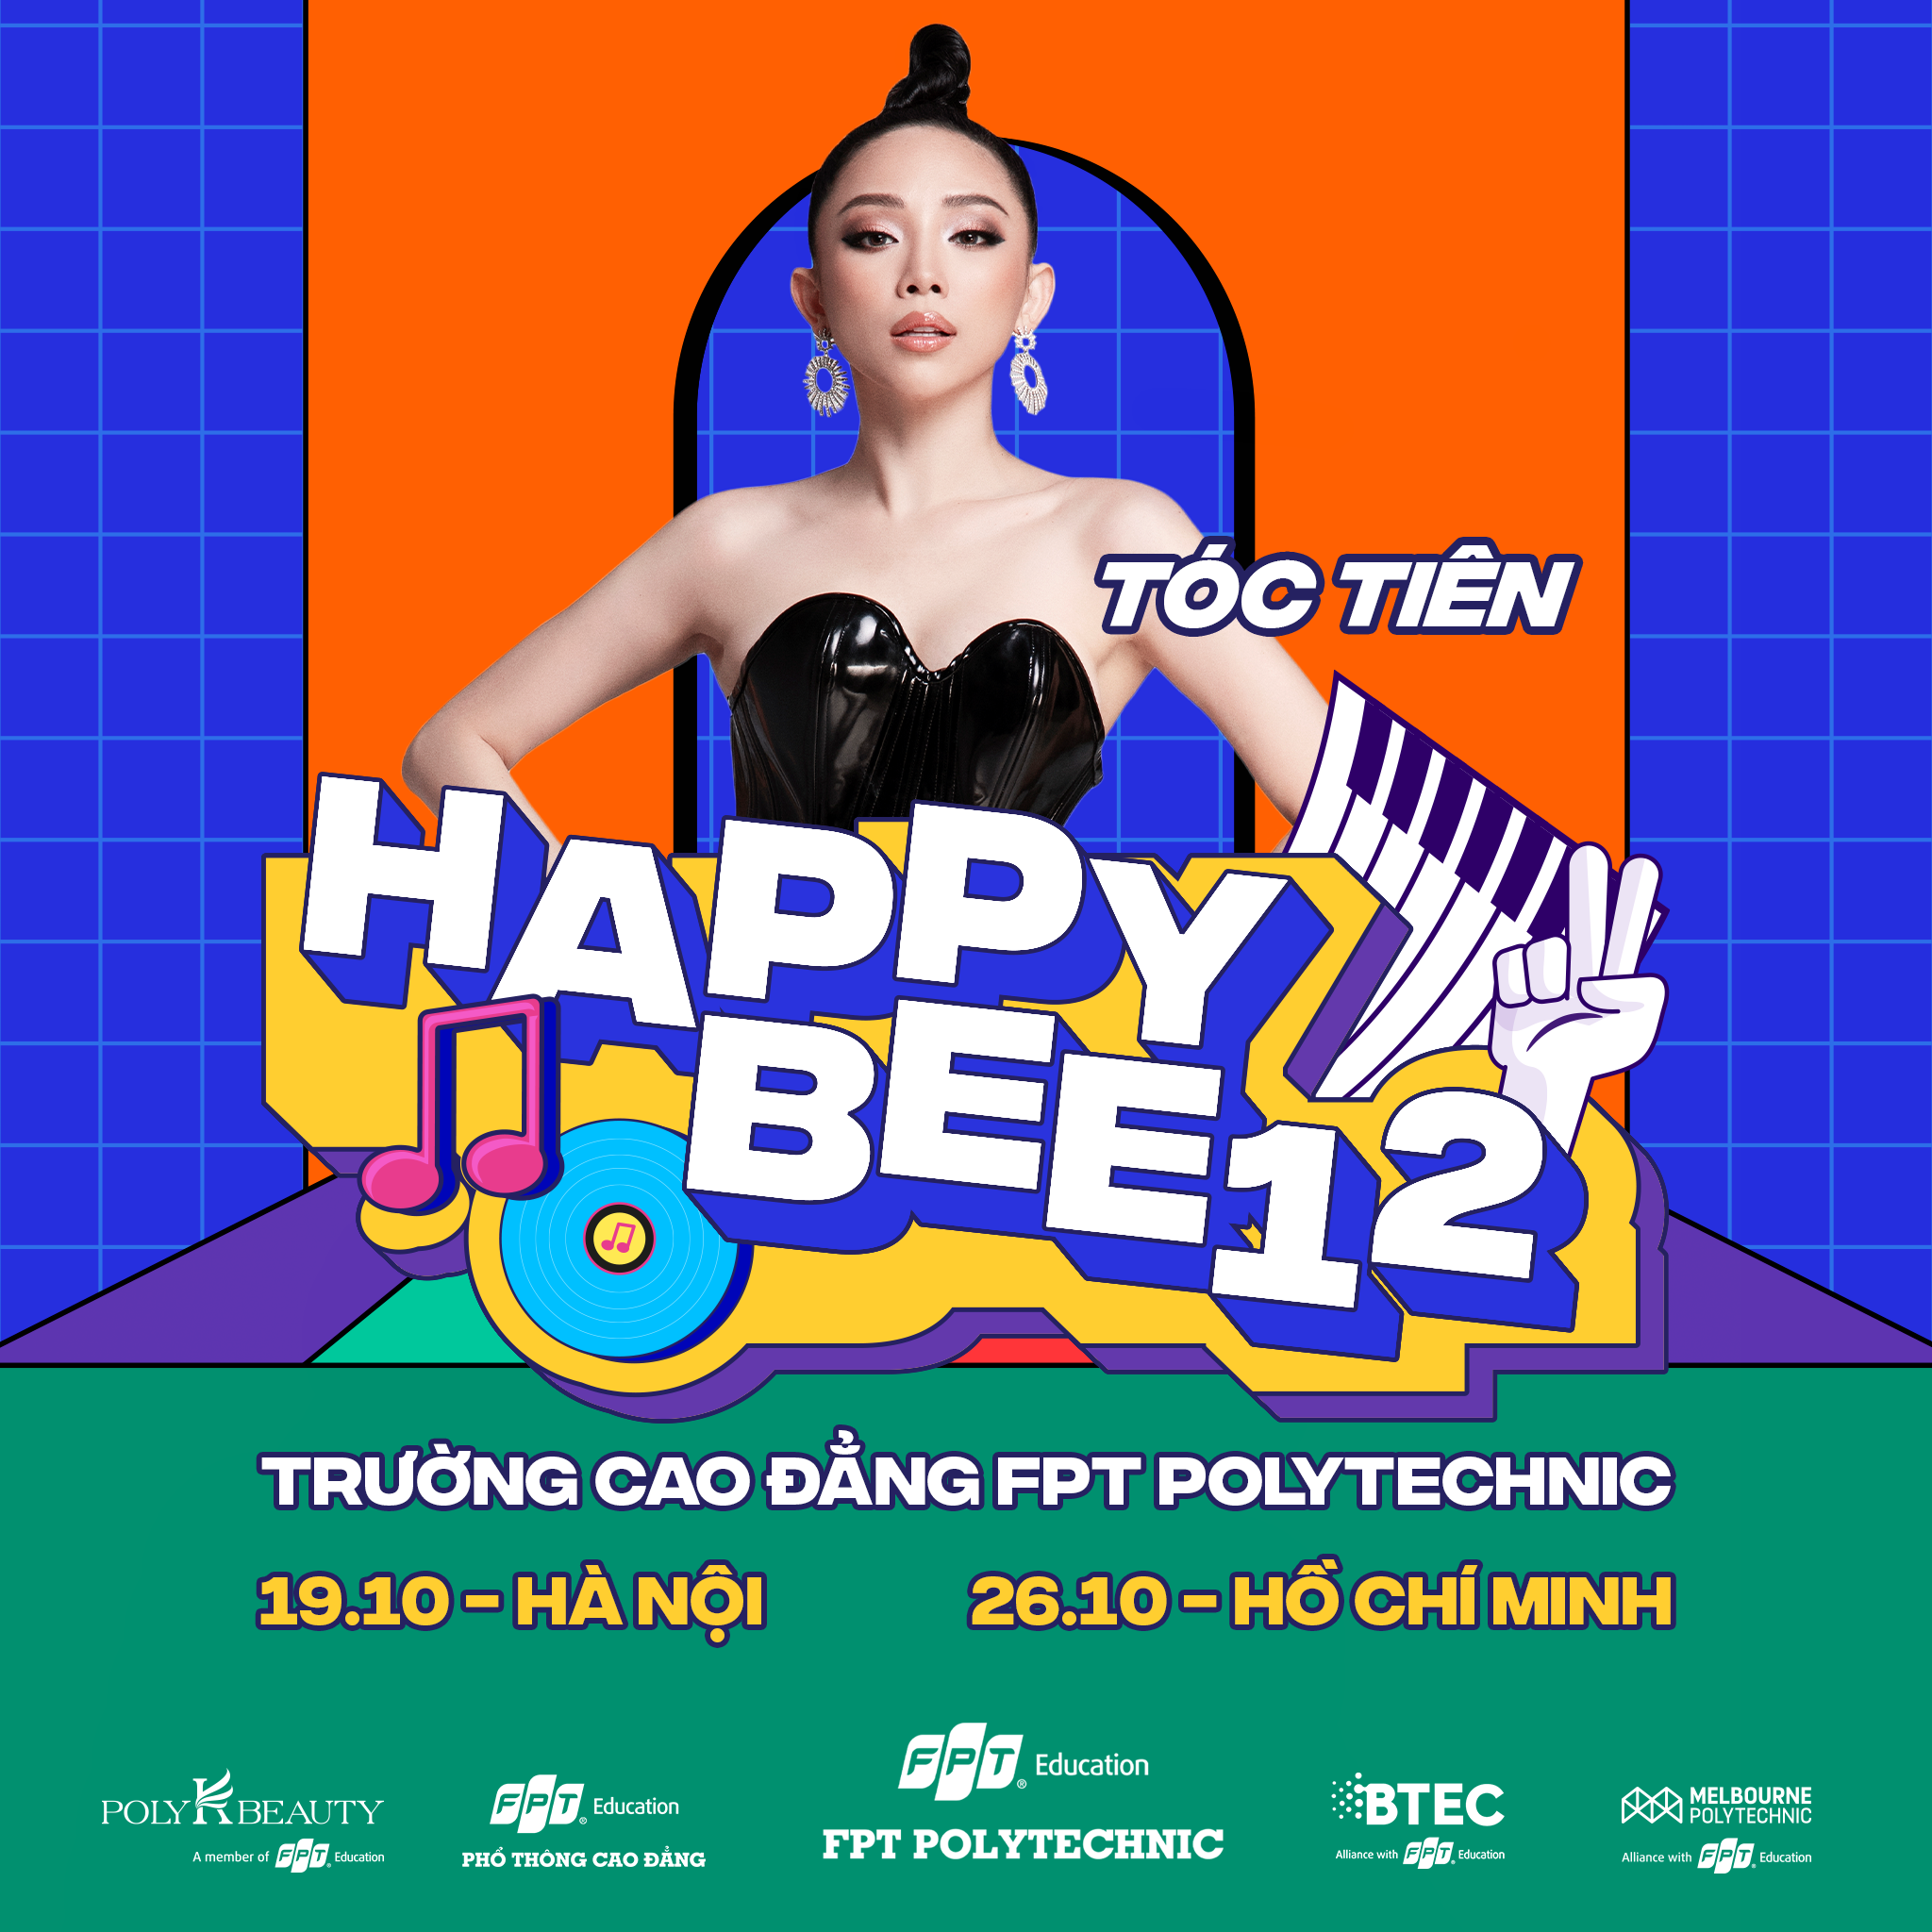 TÓC TIÊN
HAPPY
BEE 12
TRƯỜNG CAO ĐẲNG FPT POLYTECHNIC
19.10 – HÀ NỘI
26.10 – HỒ CHÍ MINH
POLY K BEAUTY
A member of FPT Education
FPT® Education
PHỔ THÔNG CAO ĐẲNG
FPT® Education
FPT POLYTECHNIC
BTEC
Alliance with FPT® Education
MELBOURNE
POLYTECHNIC
Alliance with FPT® Education